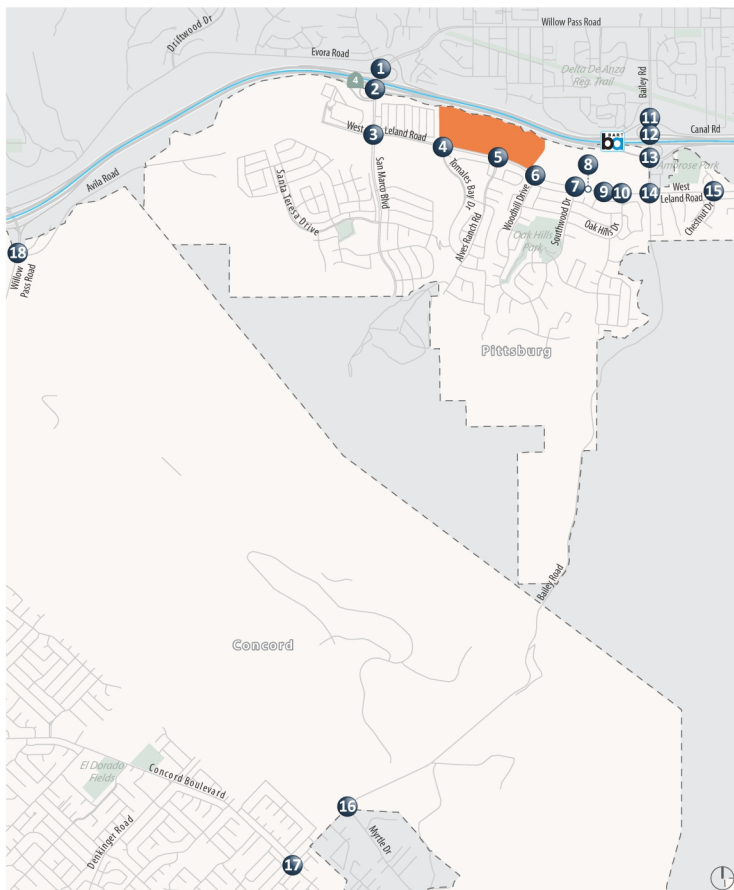 Willow Pass Road
Driftwood Dr
Evora Road
1
Delta De Anza
Reg. Trail
Bailey Rd
4
2
11
BART
ba
12
Canal Rd
West
3
Leland Road
4
5
8
13
Ambrose Park
Avila Road
Santa Teresa Drive
San Marco Blvd
Tomales Bay Dr
6
7
9
10
14
West
Leland Road
15
Alves Ranch Rd
Woodhill Drive
Southwood Dr
Oak Hills Dr
Chestnut Dr
Oak Hills
Park
18
Willow
Pass Road
Pittsburg
Bailey Road
Concord
El Dorado
Fields
Concord Boulevard
Denkinger Road
16
Myrtle Dr
17